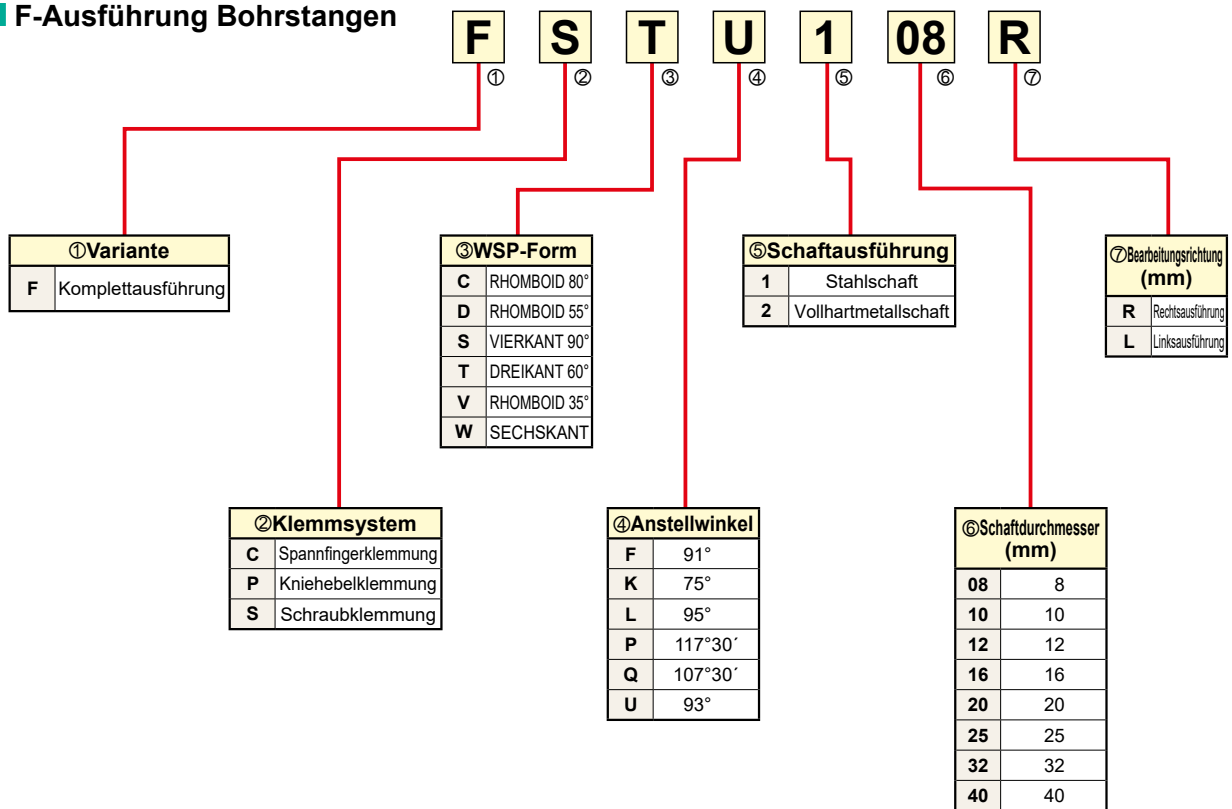 F-Ausführung Bohrstangen
F S T U 1 08 R
① ② ③ ④ ⑤ ⑥ ⑦
①Variante
F Komplettausführung
③WSP-Form
C RHOMBOID 80°
D RHOMBOID 55°
S VIERKANT 90°
T DREIKANT 60°
V RHOMBOID 35°
W SECHSKANT
⑤Schaftausführung
1 Stahlschaft
2 Vollhartmetallschaft
⑦Bearbeitungsrichtung
(mm)
R Rechtsausführung
L Linksausführung
②Klemmsystem
C Spannfingerklemmung
P Kniehebelklemmung
S Schraubklemmung
④Anstellwinkel
F 91°
K 75°
L 95°
P 117°30´
Q 107°30´
U 93°
⑥Schaftdurchmesser
(mm)
08 8
10 10
12 12
16 16
20 20
25 25
32 32
40 40